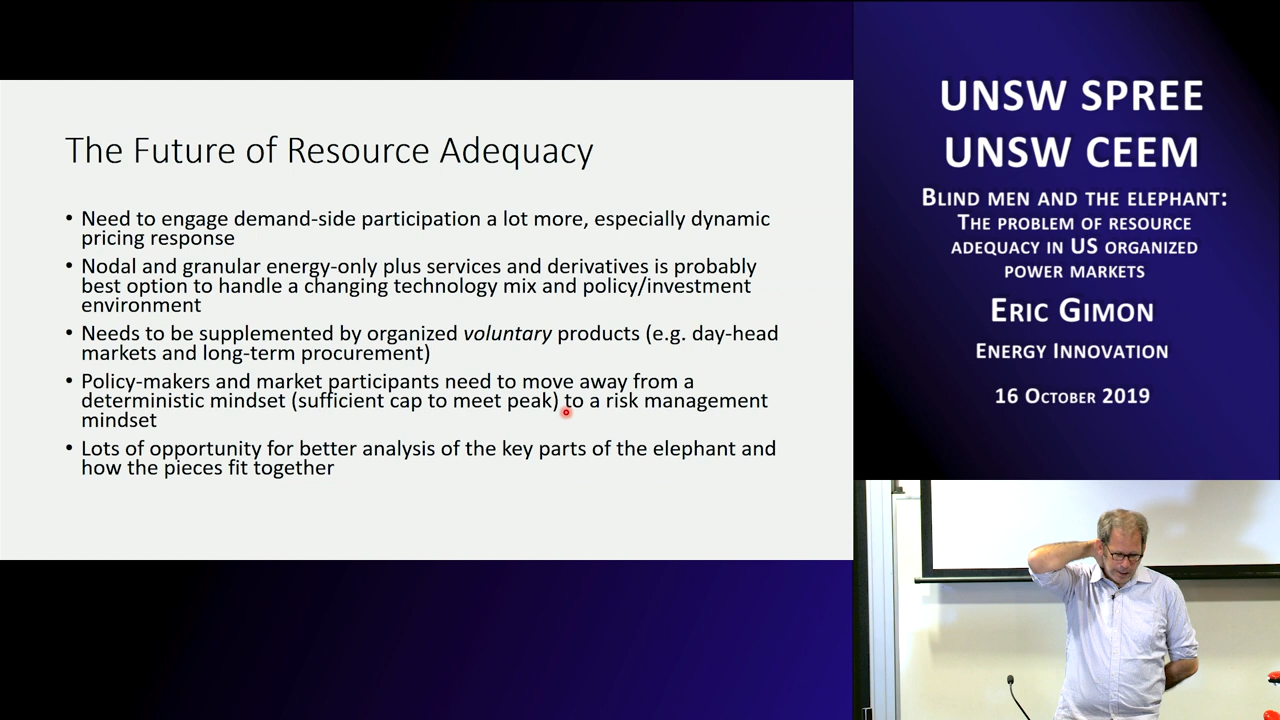 The Future of Resource Adequacy
• Need to engage demand-side participation a lot more, especially dynamic
pricing response
• Nodal and granular energy-only plus services and derivatives is probably
best option to handle a changing technology mix and policy/investment
environment
• Needs to be supplemented by organized voluntary products (e.g. day-head
markets and long-term procurement)
• Policy-makers and market participants need to move away from a
deterministic mindset (sufficient cap to meet peak) to a risk management
mindset
• Lots of opportunity for better analysis of the key parts of the elephant and
how the pieces fit together
UNSW SPREE
UNSW CEEM
BLIND MEN AND THE ELEPHANT:
THE PROBLEM OF RESOURCE
ADEQUACY IN US ORGANIZED
POWER MARKETS
ERIC GIMON
ENERGY INNOVATION
16 OCTOBER 2019